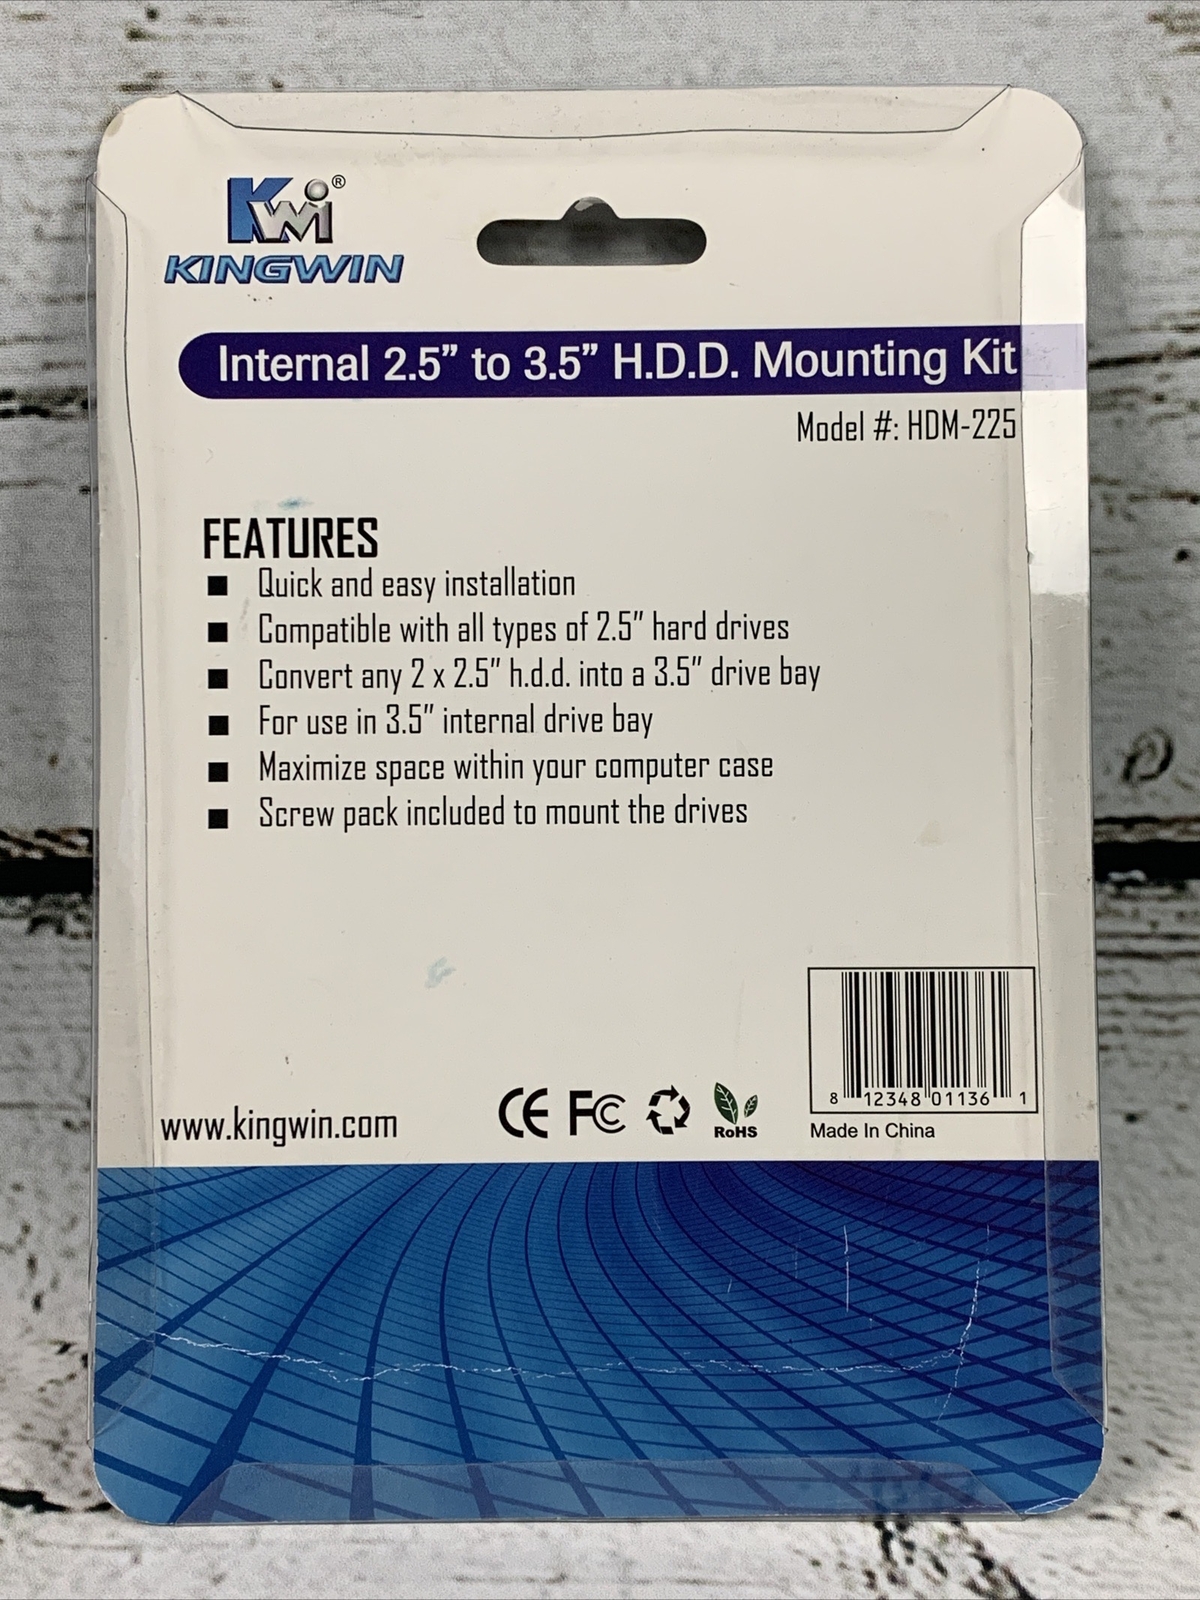 Kwi®
KINGWIN
Internal 2.5” to 3.5” H.D.D. Mounting Kit
Model #: HDM-225
FEATURES
■ Quick and easy installation
■ Compatible with all types of 2.5" hard drives
■ Convert any 2 x 2.5" h.d.d. into a 3.5" drive bay
■ For use in 3.5" internal drive bay
■ Maximize space within your computer case
■ Screw pack included to mount the drives
8 12348 01136 1
www.kingwin.com
CE FC RoHS
Made In China